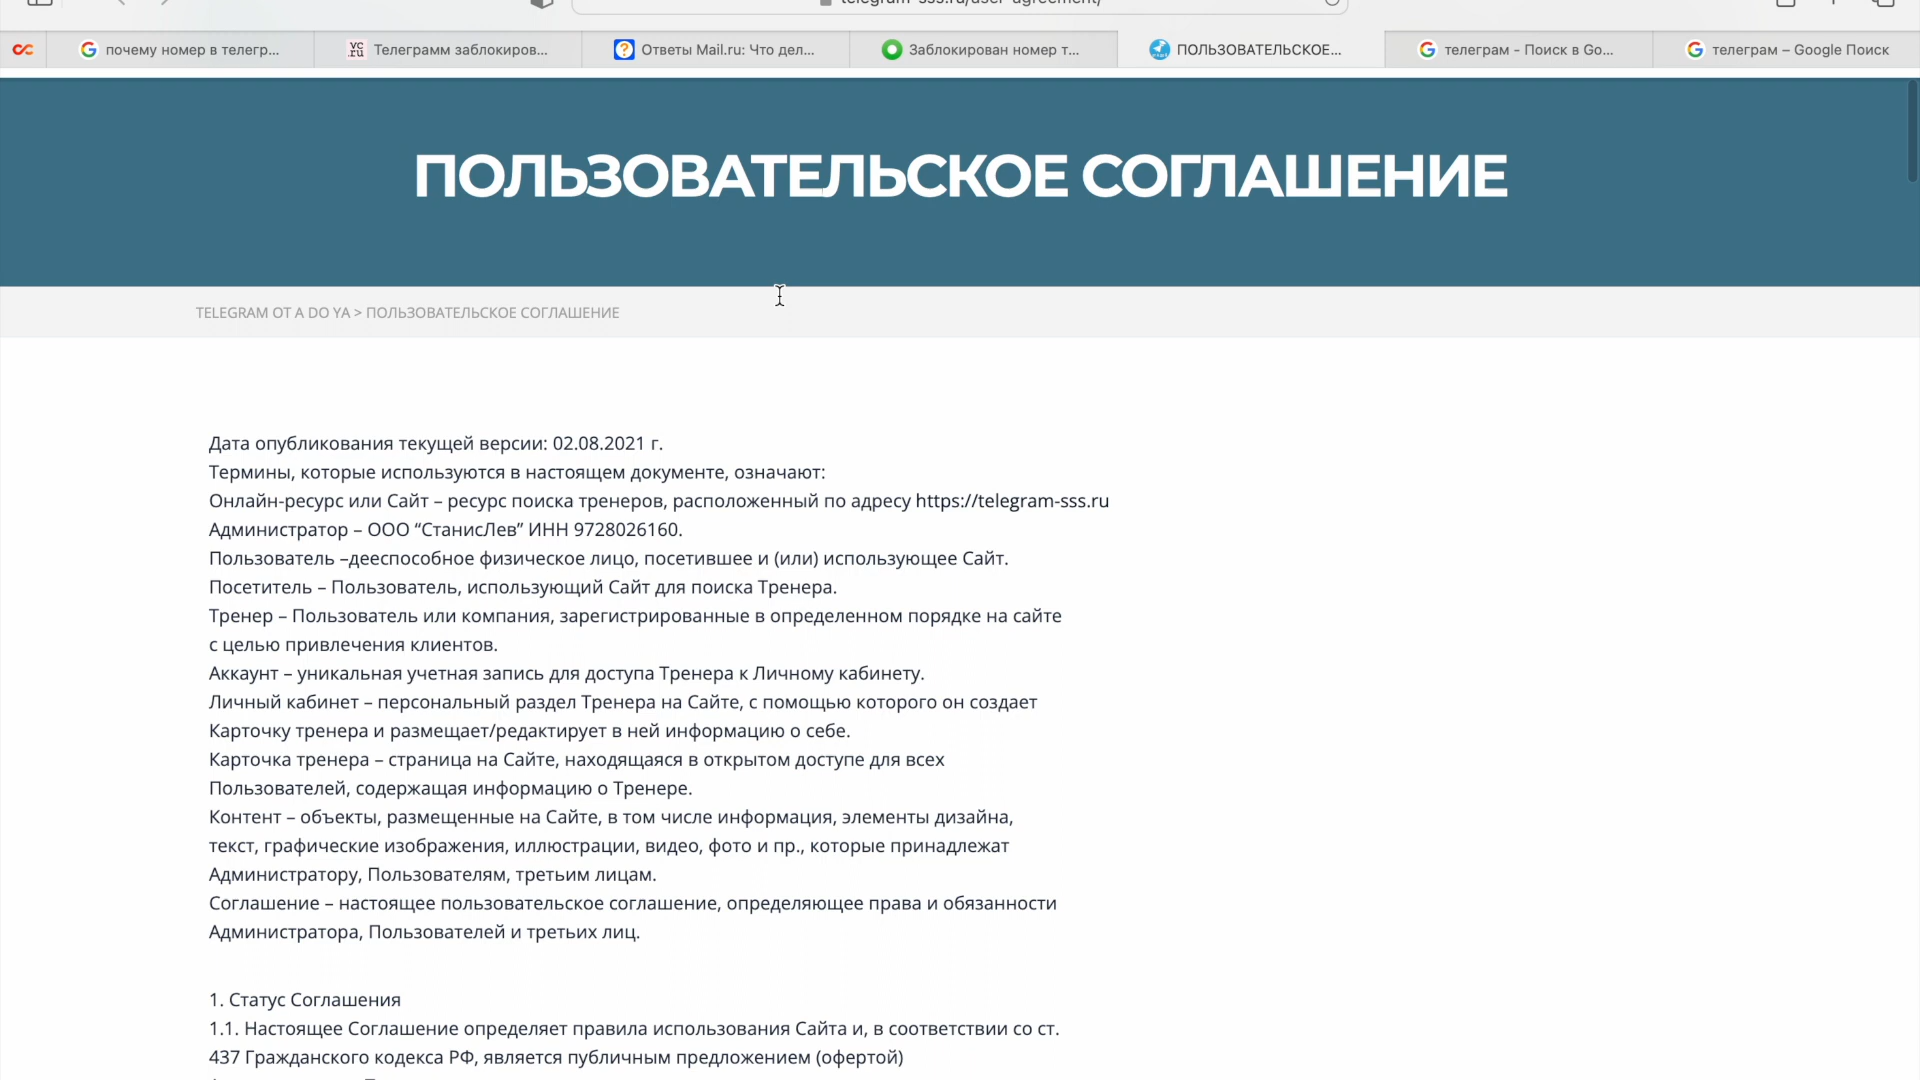 telegram-sss.ru/user-agreement/
почему номер в телегр...
Телеграмм заблокиров...
Ответы Mail.ru: Что дел...
Заблокирован номер т...
ПОЛЬЗОВАТЕЛЬСКОЕ...
телеграм - Поиск в Go...
телеграм – Google Поиск
ПОЛЬЗОВАТЕЛЬСКОЕ СОГЛАШЕНИЕ
TELEGRAM OT A DO YA > ПОЛЬЗОВАТЕЛЬСКОЕ СОГЛАШЕНИЕ
Дата опубликования текущей версии: 02.08.2021 г.
Термины, которые используются в настоящем документе, означают:
Онлайн-ресурс или Сайт – ресурс поиска тренеров, расположенный по адресу https://telegram-sss.ru
Администратор – ООО “СтанисЛев” ИНН 9728026160.
Пользователь –дееспособное физическое лицо, посетившее и (или) использующее Сайт.
Посетитель – Пользователь, использующий Сайт для поиска Тренера.
Тренер – Пользователь или компания, зарегистрированные в определенном порядке на сайте
с целью привлечения клиентов.
Аккаунт – уникальная учетная запись для доступа Тренера к Личному кабинету.
Личный кабинет – персональный раздел Тренера на Сайте, с помощью которого он создает
Карточку тренера и размещает/редактирует в ней информацию о себе.
Карточка тренера – страница на Сайте, находящаяся в открытом доступе для всех
Пользователей, содержащая информацию о Тренере.
Контент – объекты, размещенные на Сайте, в том числе информация, элементы дизайна,
текст, графические изображения, иллюстрации, видео, фото и пр., которые принадлежат
Администратору, Пользователям, третьим лицам.
Соглашение – настоящее пользовательское соглашение, определяющее права и обязанности
Администратора, Пользователей и третьих лиц.
1. Статус Соглашения
1.1. Настоящее Соглашение определяет правила использования Сайта и, в соответствии со ст.
437 Гражданского кодекса РФ, является публичным предложением (офертой)